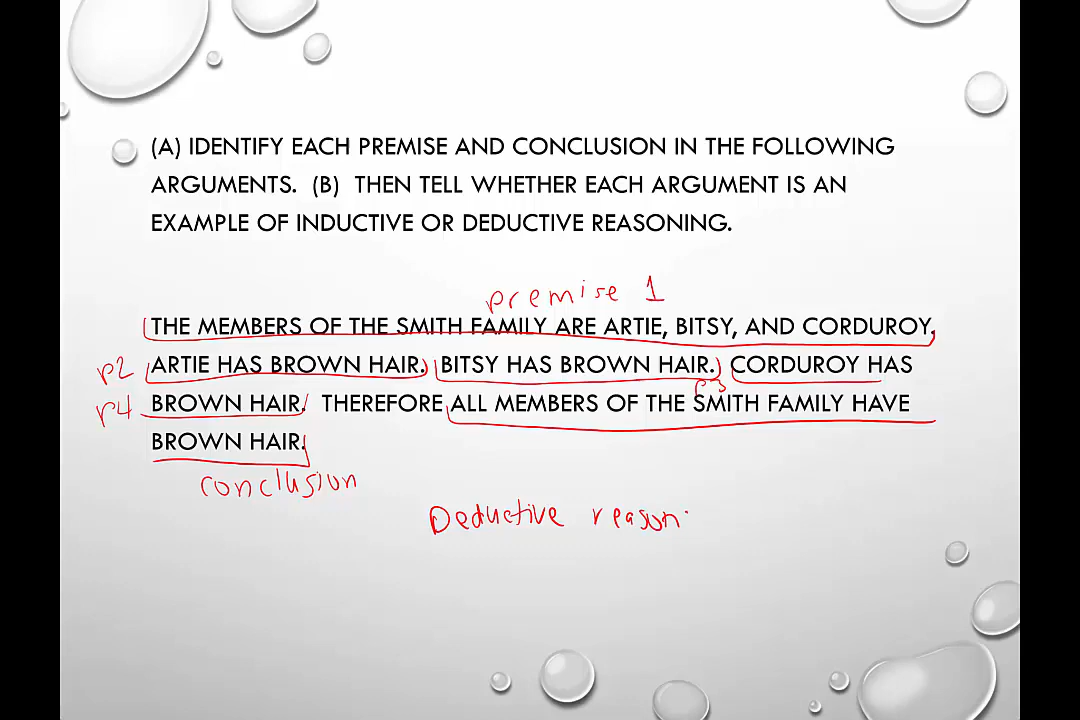 (A) IDENTIFY EACH PREMISE AND CONCLUSION IN THE FOLLOWING
ARGUMENTS. (B) THEN TELL WHETHER EACH ARGUMENT IS AN
EXAMPLE OF INDUCTIVE OR DEDUCTIVE REASONING.
premise 1
THE MEMBERS OF THE SMITH FAMILY ARE ARTIE, BITSY, AND CORDUROY.
p2 ARTIE HAS BROWN HAIR. BITSY HAS BROWN HAIR. CORDUROY HAS
p3
p4 BROWN HAIR. THEREFORE ALL MEMBERS OF THE SMITH FAMILY HAVE
BROWN HAIR.
conclusion
Deductive reason